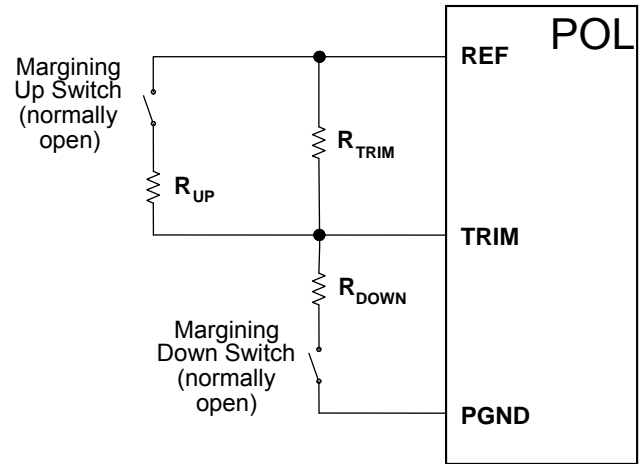 POL
REF
Margining
Up Switch
(normally
open)
R_TRIM
R_UP
TRIM
R_DOWN
Margining
Down Switch
(normally
open)
PGND